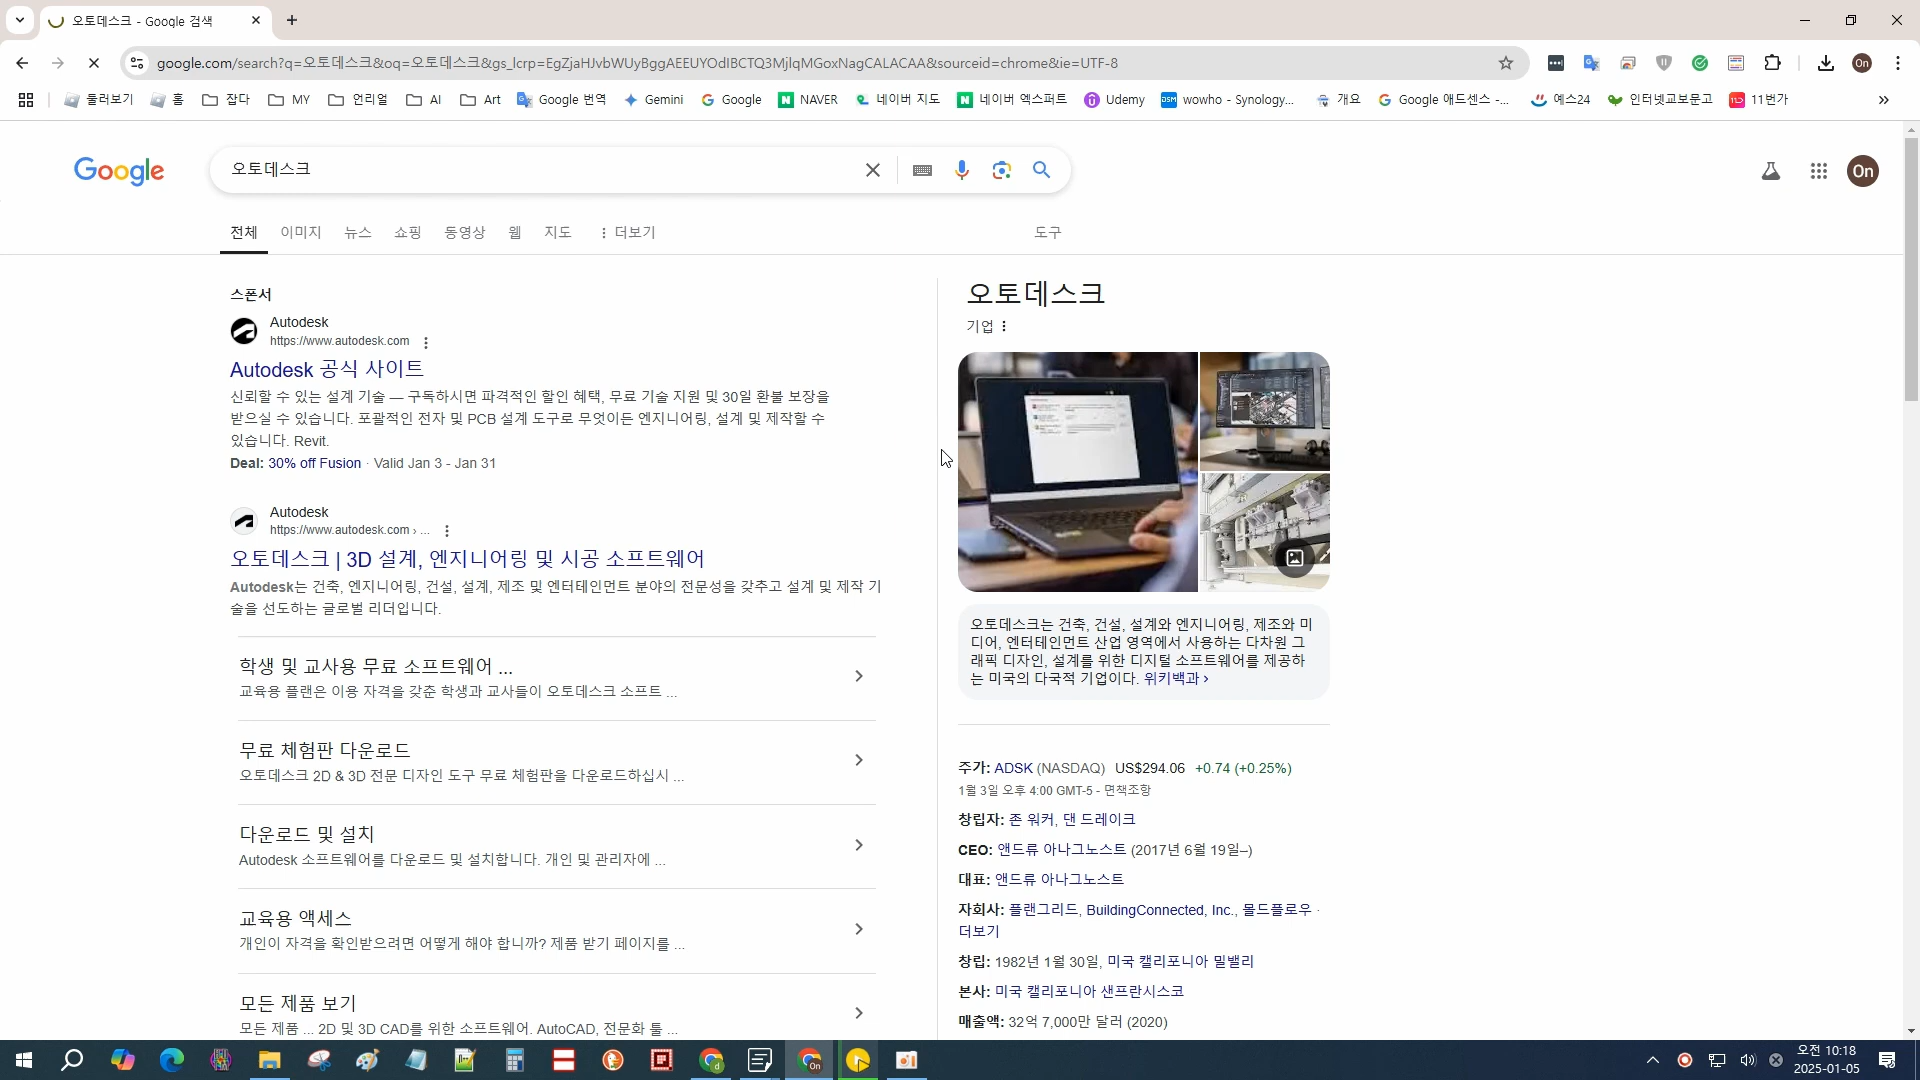 오토데스크 - Google 검색
google.com/search?q=오토데스크&oq=오토데스크&gs_lcrp=EgZjaHJvbWUyBggAEEUYOdIBCTQ3MjlqMGoxNagCALACAA&sourceid=chrome&ie=UTF-8
둘러보기 홈 잡다 MY 언리얼 AI Art Google 번역 Gemini Google NAVER 네이버 지도 네이버 엑스퍼트 Udemy wowho - Synology... 개요 Google 애드센스 -... 예스24 인터넷교보문고 11번가
Google
오토데스크
On
전체 이미지 뉴스 쇼핑 동영상 웹 지도 더보기 도구
스폰서
Autodesk
https://www.autodesk.com
Autodesk 공식 사이트
신뢰할 수 있는 설계 기술 — 구독하시면 파격적인 할인 혜택, 무료 기술 지원 및 30일 환불 보장을
받으실 수 있습니다. 포괄적인 전자 및 PCB 설계 도구로 무엇이든 엔지니어링, 설계 및 제작할 수
있습니다. Revit.
Deal: 30% off Fusion · Valid Jan 3 - Jan 31
Autodesk
https://www.autodesk.com › ...
오토데스크 | 3D 설계, 엔지니어링 및 시공 소프트웨어
Autodesk는 건축, 엔지니어링, 건설, 설계, 제조 및 엔터테인먼트 분야의 전문성을 갖추고 설계 및 제작 기
술을 선도하는 글로벌 리더입니다.
학생 및 교사용 무료 소프트웨어 ...
교육용 플랜은 이용 자격을 갖춘 학생과 교사들이 오토데스크 소프트 ...
무료 체험판 다운로드
오토데스크 2D & 3D 전문 디자인 도구 무료 체험판을 다운로드하십시 ...
다운로드 및 설치
Autodesk 소프트웨어를 다운로드 및 설치합니다. 개인 및 관리자에 ...
교육용 액세스
개인이 자격을 확인받으려면 어떻게 해야 합니까? 제품 받기 페이지를 ...
모든 제품 보기
모든 제품 ... 2D 및 3D CAD를 위한 소프트웨어. AutoCAD, 전문화 툴 ...
오토데스크
기업
오토데스크는 건축, 건설, 설계와 엔지니어링, 제조와 미
디어, 엔터테인먼트 산업 영역에서 사용하는 다차원 그
래픽 디자인, 설계를 위한 디지털 소프트웨어를 제공하
는 미국의 다국적 기업이다. 위키백과 ›
주가: ADSK (NASDAQ) US$294.06 +0.74 (+0.25%)
1월 3일 오후 4:00 GMT-5 - 면책조항
창립자: 존 워커, 댄 드레이크
CEO: 앤드류 아나그노스트 (2017년 6월 19일–)
대표: 앤드류 아나그노스트
자회사: 플랜그리드, BuildingConnected, Inc., 몰드플로우 ·
더보기
창립: 1982년 1월 30일, 미국 캘리포니아 밀밸리
본사: 미국 캘리포니아 샌프란시스코
매출액: 32억 7,000만 달러 (2020)
오전 10:18
2025-01-05